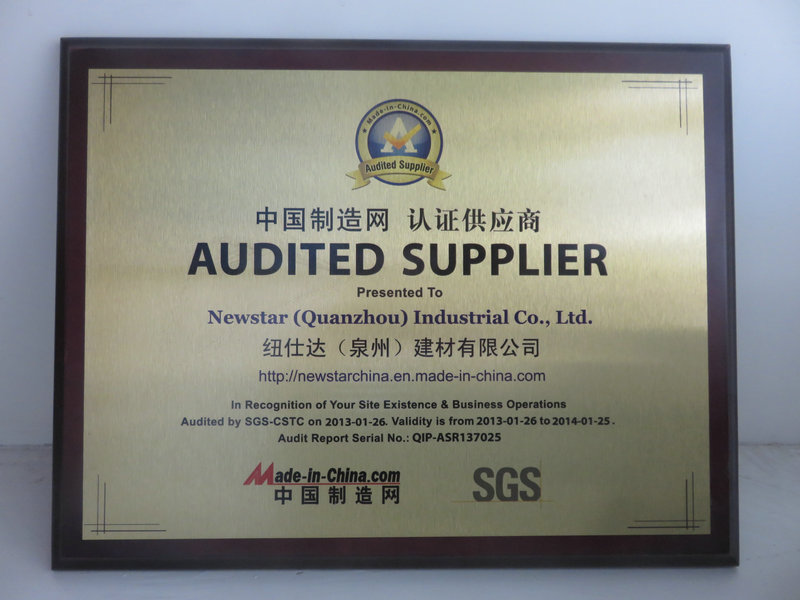 Made-in-China.com
A
Audited Supplier
中国制造网 认证供应商
AUDITED SUPPLIER
Presented To
Newstar (Quanzhou) Industrial Co., Ltd.
纽仕达（泉州）建材有限公司
http://newstarchina.en.made-in-china.com
In Recognition of Your Site Existence & Business Operations
Audited by SGS-CSTC on 2013-01-26. Validity is from 2013-01-26 to 2014-01-25.
Audit Report Serial No.: QIP-ASR137025
Made-in-China.com
中国制造网
SGS